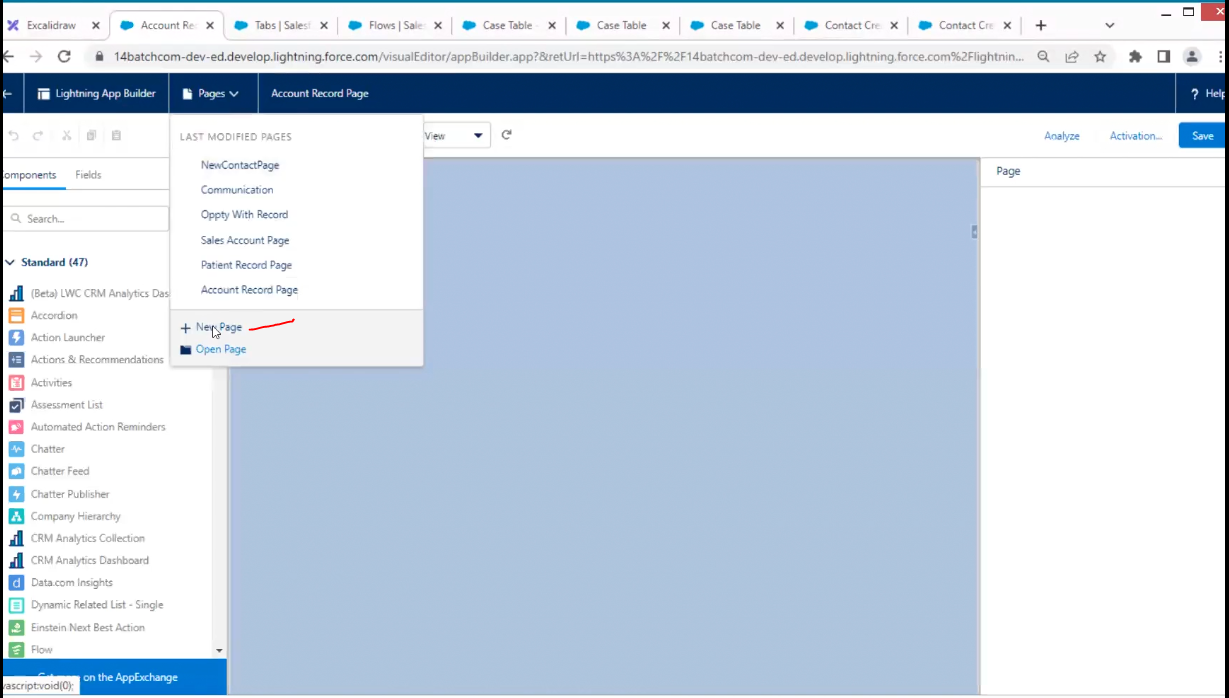 Excalidraw
Account Re
Tabs | Salest
Flows | Sales
Case Table -
Case Table
Case Table
Contact Cre
Contact Cre
14batchcom-dev-ed.develop.lightning.force.com/visualEditor/appBuilder.app?&retUrl=https%3A%2F%2F14batchcom-dev-ed.develop.lightning.force.com%2Flightnin...
Lightning App Builder
Pages
Account Record Page
? Help
LAST MODIFIED PAGES
View
Analyze
Activation...
Save
NewContactPage
Communication
Oppty With Record
Sales Account Page
Patient Record Page
Account Record Page
+ New Page
Open Page
omponents
Fields
Page
Search...
Standard (47)
(Beta) LWC CRM Analytics Das
Accordion
Action Launcher
Actions & Recommendations
Activities
Assessment List
Automated Action Reminders
Chatter
Chatter Feed
Chatter Publisher
Company Hierarchy
CRM Analytics Collection
CRM Analytics Dashboard
Data.com Insights
Dynamic Related List - Single
Einstein Next Best Action
Flow
on the AppExchange
vascript:void(0);